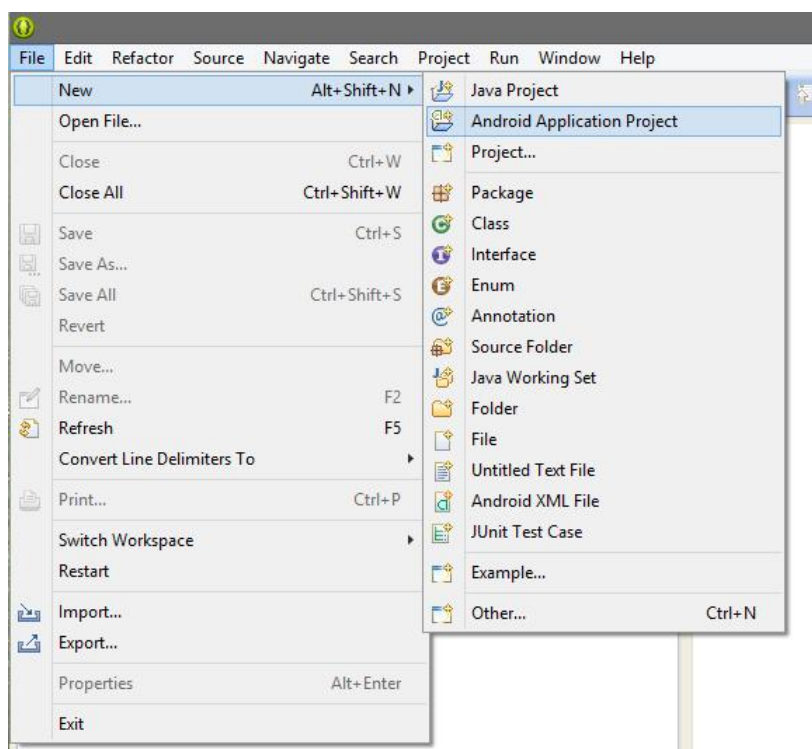 File Edit Refactor Source Navigate Search Project Run Window Help
New Alt+Shift+N
Open File...
Close Ctrl+W
Close All Ctrl+Shift+W
Save Ctrl+S
Save As...
Save All Ctrl+Shift+S
Revert
Move...
Rename... F2
Refresh F5
Convert Line Delimiters To
Print... Ctrl+P
Switch Workspace
Restart
Import...
Export...
Properties Alt+Enter
Exit
Java Project
Android Application Project
Project...
Package
Class
Interface
Enum
Annotation
Source Folder
Java Working Set
Folder
File
Untitled Text File
Android XML File
JUnit Test Case
Example...
Other... Ctrl+N